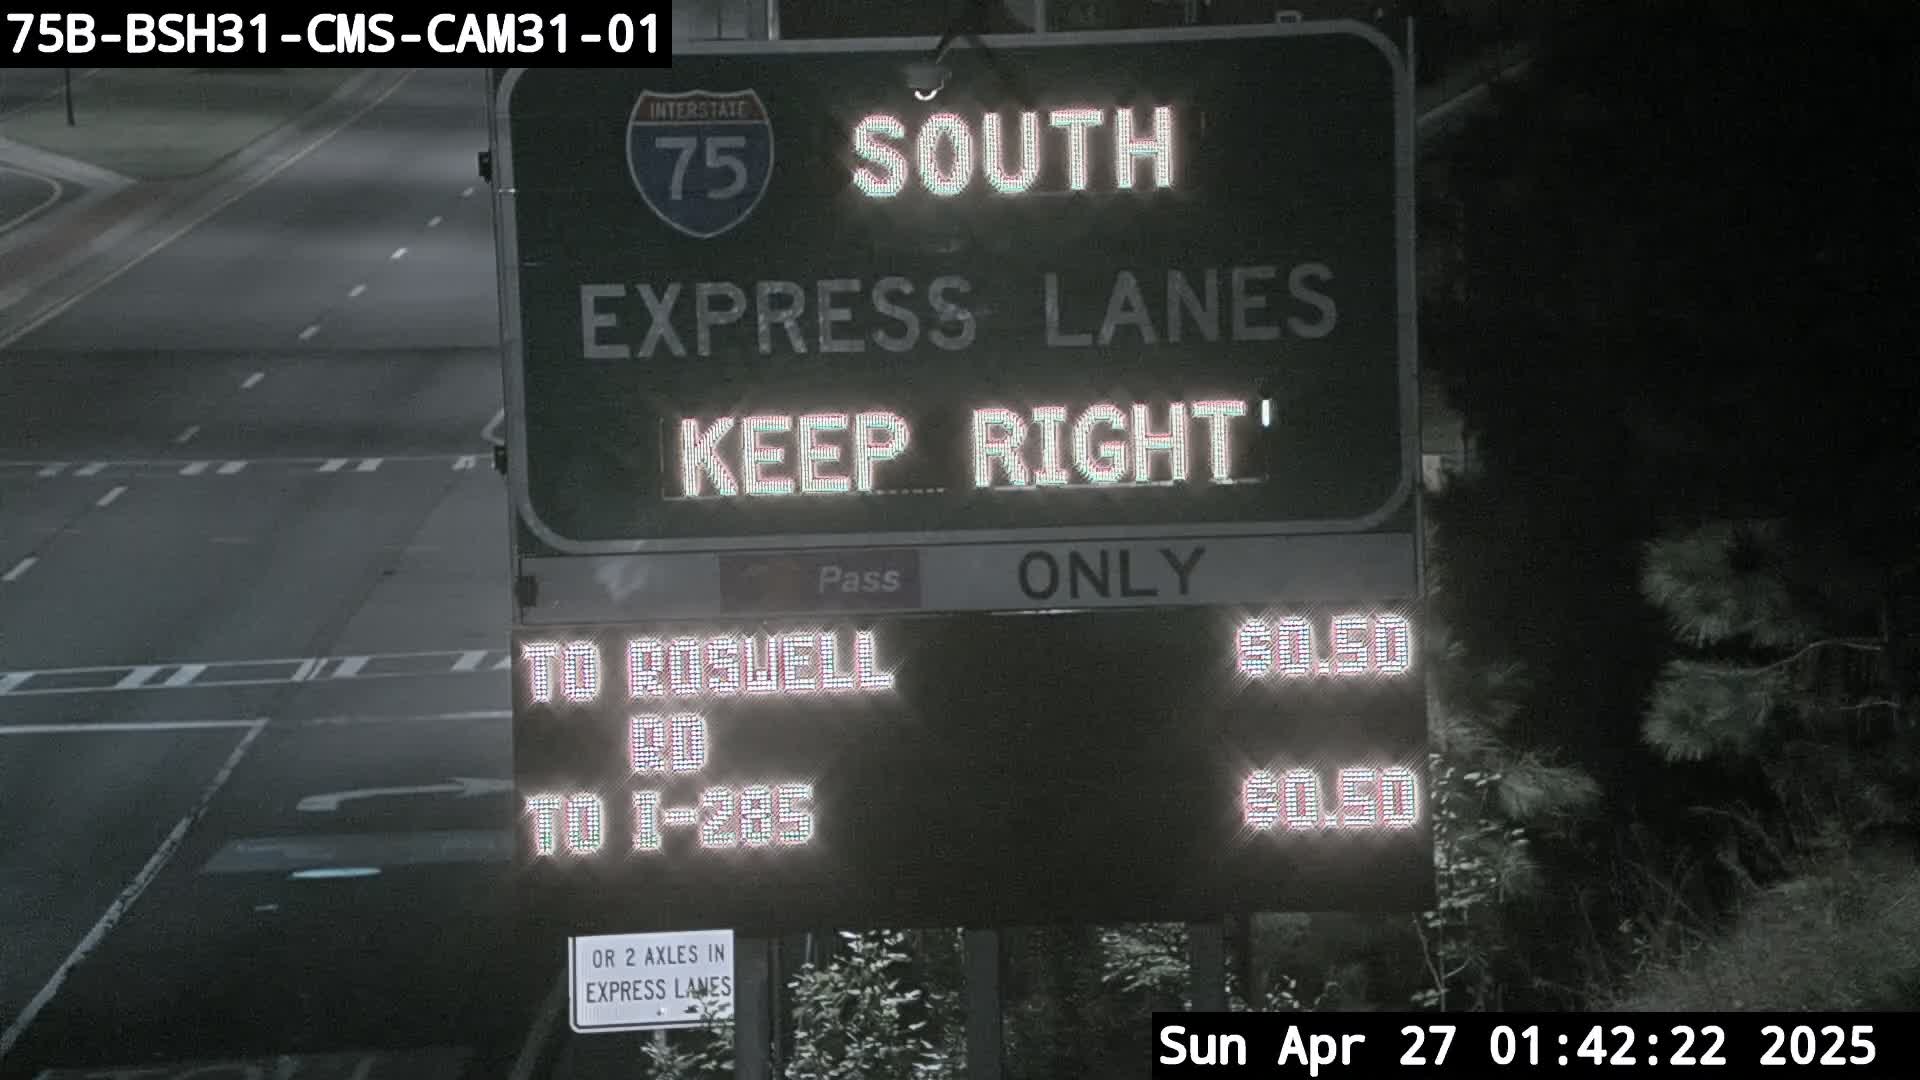 75B-BSH31-CMS-CAM31-01
INTERSTATE
75
SOUTH
EXPRESS LANES
KEEP RIGHT'
Pass ONLY
TO ROSWELL $0.50
RD
TO I-285 $0.50
OR 2 AXLES IN
EXPRESS LANES
Sun Apr 27 01:42:22 2025